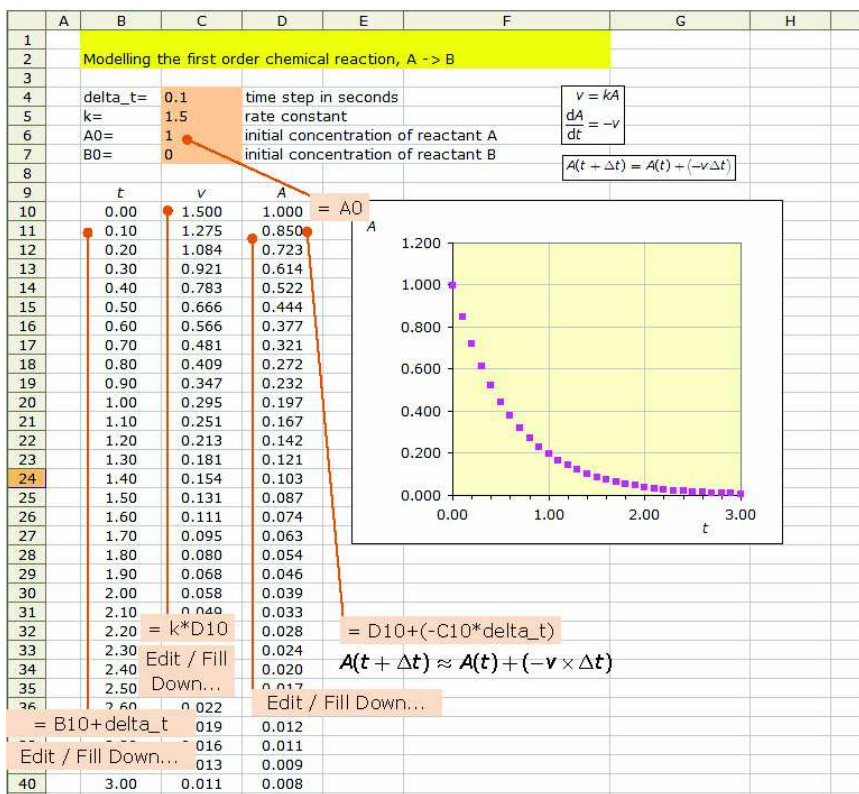 A B C D E F G H
1
2 Modelling the first order chemical reaction, A -> B
3
4 delta_t= 0.1 time step in seconds v = kA
5 k= 1.5 rate constant dA/dt = −v
6 A0= 1 initial concentration of reactant A
7 B0= 0 initial concentration of reactant B
8 A(t + Δt) = A(t) + (−vΔt)
9 t v A
10 0.00 1.500 1.000 = A0
11 0.10 1.275 0.850
12 0.20 1.084 0.723
13 0.30 0.921 0.614
14 0.40 0.783 0.522
15 0.50 0.666 0.444
16 0.60 0.566 0.377
17 0.70 0.481 0.321
18 0.80 0.409 0.272
19 0.90 0.347 0.232
20 1.00 0.295 0.197
21 1.10 0.251 0.167
22 1.20 0.213 0.142
23 1.30 0.181 0.121
24 1.40 0.154 0.103
25 1.50 0.131 0.087
26 1.60 0.111 0.074
27 1.70 0.095 0.063
28 1.80 0.080 0.054
29 1.90 0.068 0.046
30 2.00 0.058 0.039
31 2.10 0.049 0.033
32 2.20 = k*D10 0.028 = D10+(-C10*delta_t)
33 2.30 Edit / Fill 0.024
34 2.40 Down... 0.020 A(t + Δt) ≈ A(t) + (−v × Δt)
35 2.50 0.017
36 2.60 0.022 Edit / Fill Down...
= B10+delta_t 019 0.012
Edit / Fill Down... 016 0.011
013 0.009
40 3.00 0.011 0.008
A
1.200
1.000
0.800
0.600
0.400
0.200
0.000
0.00 1.00 2.00 3.00
t